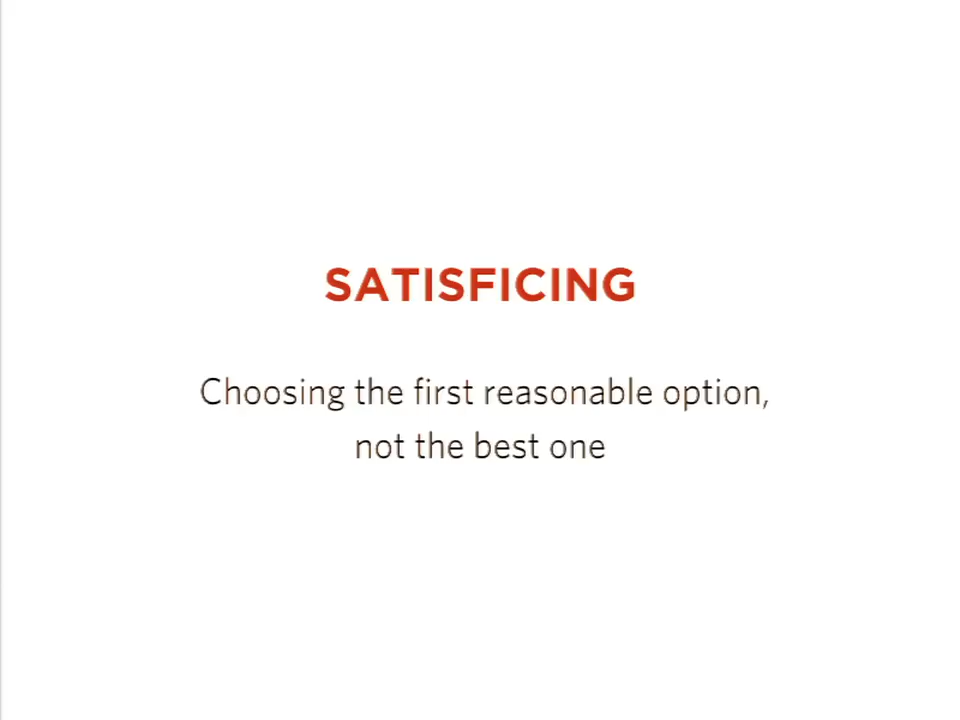 SATISFICING
Choosing the first reasonable option,
not the best one